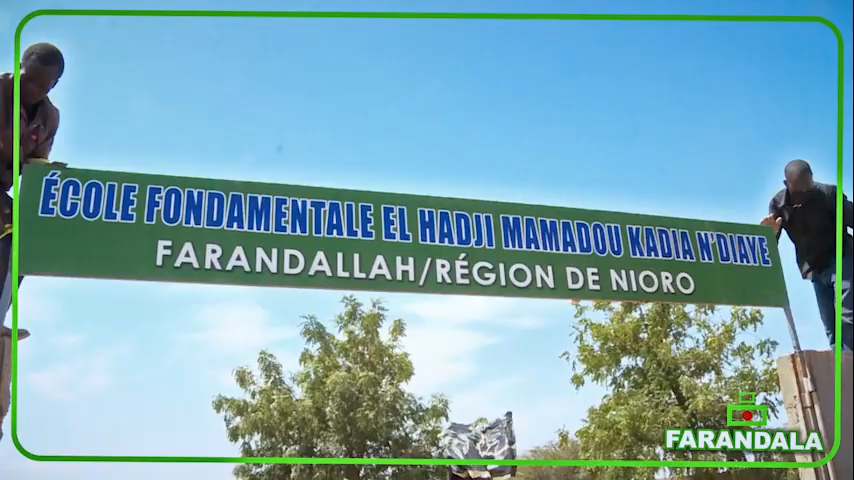 ÉCOLE FONDAMENTALE EL HADJI MAMADOU KADIA N'DIAYE
FARANDALLAH/RÉGION DE NIORO
FARANDALA